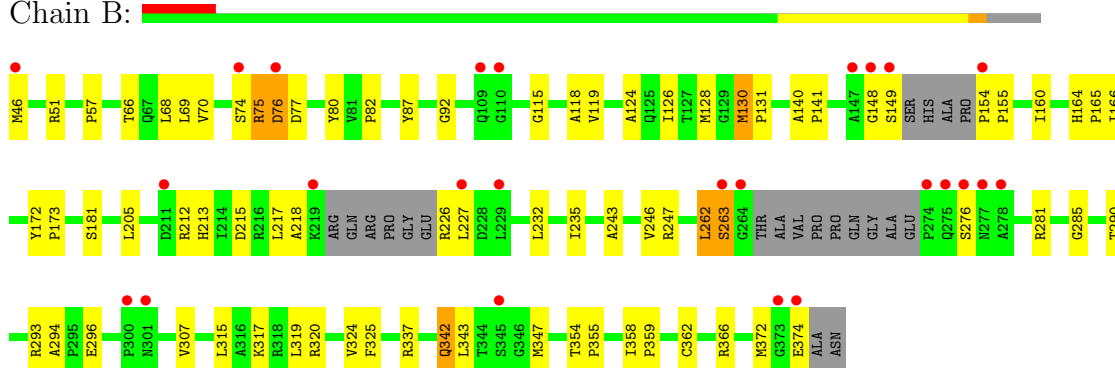 Chain B:
M46 R51 P57 T66 Q67 L68 L69 V70 S74 R75 D76 D77 Y80 V81 P82 Y87 G92 Q109 G110 G115 A118 V119 A124 Q125 I126 T127 M128 G129 M130 P131 A140 P141 A147 G148 S149 SER HIS ALA PRO P154 P155 I160 H164 P165
Y172 P173 S181 L205 D211 R212 H213 I214 D215 R216 L217 A218 K219 ARG GLN ARG PRO GLY GLU R226 L227 D228 L229 L232 I235 A243 V246 R247 L262 S263 G264 THR ALA VAL PRO PRO GLN GLY ALA GLU P274 Q275 S276 N277 A278 R281 G285
R293 A294 P295 E296 P300 N301 V307 L315 A316 K317 R318 L319 R320 V324 F325 R337 Q342 L343 T344 S345 G346 M347 T354 P355 I358 P359 C362 R366 M372 G373 E374 ALA ASN